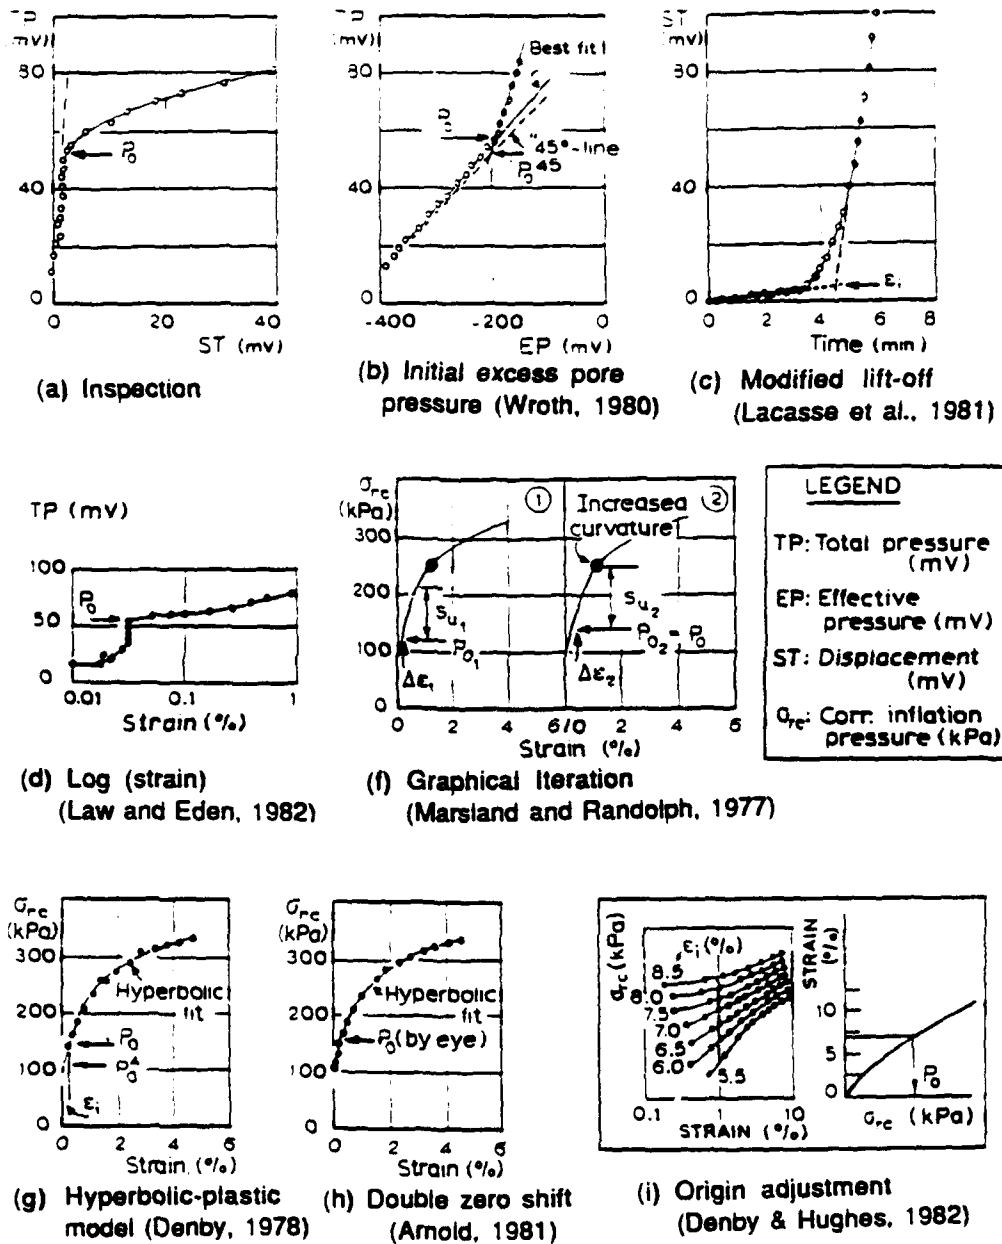 TP
(mV)
80
40
0
P₀
0 20 40
ST (mV)
(a) Inspection
TP
(mV)
80
40
0
Best fit
P₀
"45°-line
P₀45
-400 -200 0
EP (mV)
(b) Initial excess pore
pressure (Wroth, 1980)
ST
(mV)
80
40
0
εᵢ
0 2 4 6 8
Time (min)
(c) Modified lift-off
(Lacasse et al., 1981)
TP (mV)
100
50
0
P₀
0.01 0.1 1
Strain (%)
(d) Log (strain)
(Law and Eden, 1982)
σrc
(kPa)
300
200
100
0
①
Su₁
P₀₁
Δε₁
②
Increased
curvature
Su₂
P₀₂ = P₀
Δε₂
0 2 4 6/0 2 6
Strain (%)
(f) Graphical Iteration
(Marsland and Randolph, 1977)
LEGEND
TP: Total pressure
(mV)
EP: Effective
pressure (mV)
ST: Displacement
(mV)
σrc: Corr. inflation
pressure (kPa)
σrc
(kPa)
300
200
100
0
Hyperbolic
fit
P₀
εᵢ
0 2 4 6
Strain (%)
(g) Hyperbolic-plastic
model (Denby, 1978)
σrc
(kPa)
300
200
100
0
Hyperbolic
fit
P₀ (by eye)
0 2 4 6
Strain (%)
(h) Double zero shift
(Arnold, 1981)
σrc (kPa)
εᵢ (%)
8.5
8.0
7.5
7.0
6.5
6.0
5.5
0.1 1 10
STRAIN (%)
STRAIN
(%)
10
5
0
P₀
σrc (kPa)
(i) Origin adjustment
(Denby & Hughes, 1982)